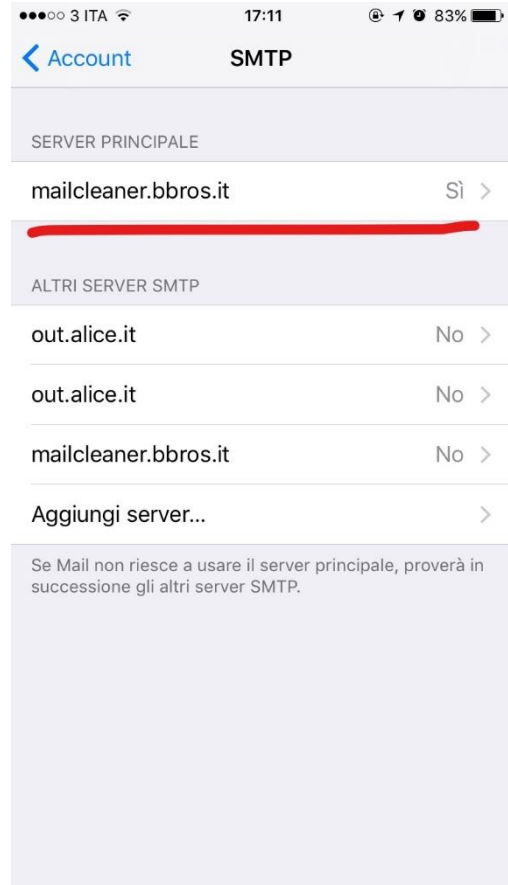 3 ITA 17:11 83%
Account SMTP
SERVER PRINCIPALE
mailcleaner.bbros.it Sì
ALTRI SERVER SMTP
out.alice.it No
out.alice.it No
mailcleaner.bbros.it No
Aggiungi server...
Se Mail non riesce a usare il server principale, proverà in
successione gli altri server SMTP.